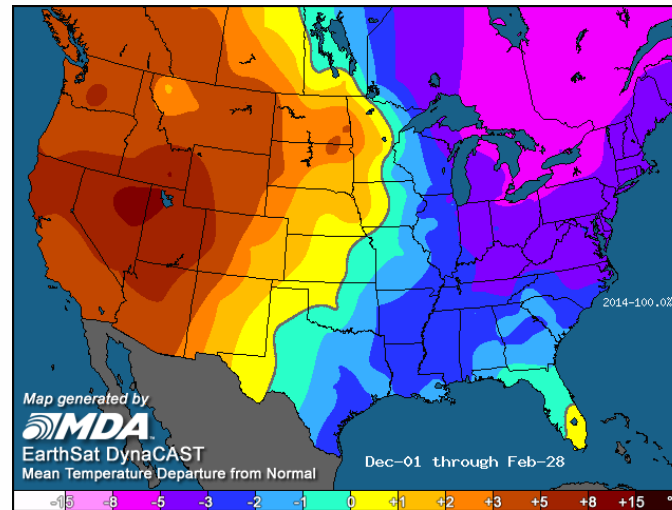 2014-100.0%
Map generated by
MDA
EarthSat DynaCAST
Mean Temperature Departure from Normal
Dec-01 through Feb-28
-15 -8 -5 -3 -2 -1 0 +1 +2 +3 +5 +8 +15